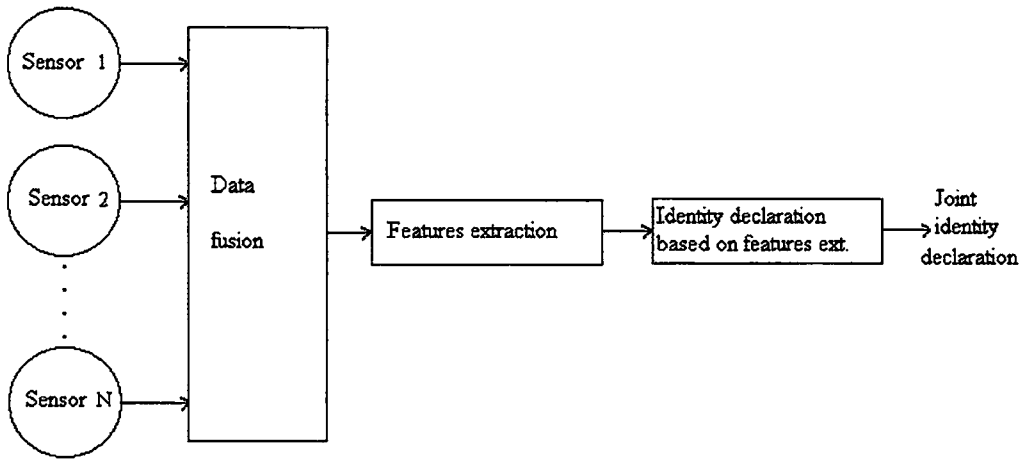 Sensor 1
Sensor 2
Sensor N
Data
fusion
Features extraction
Identity declaration
based on features ext.
Joint
identity
declaration